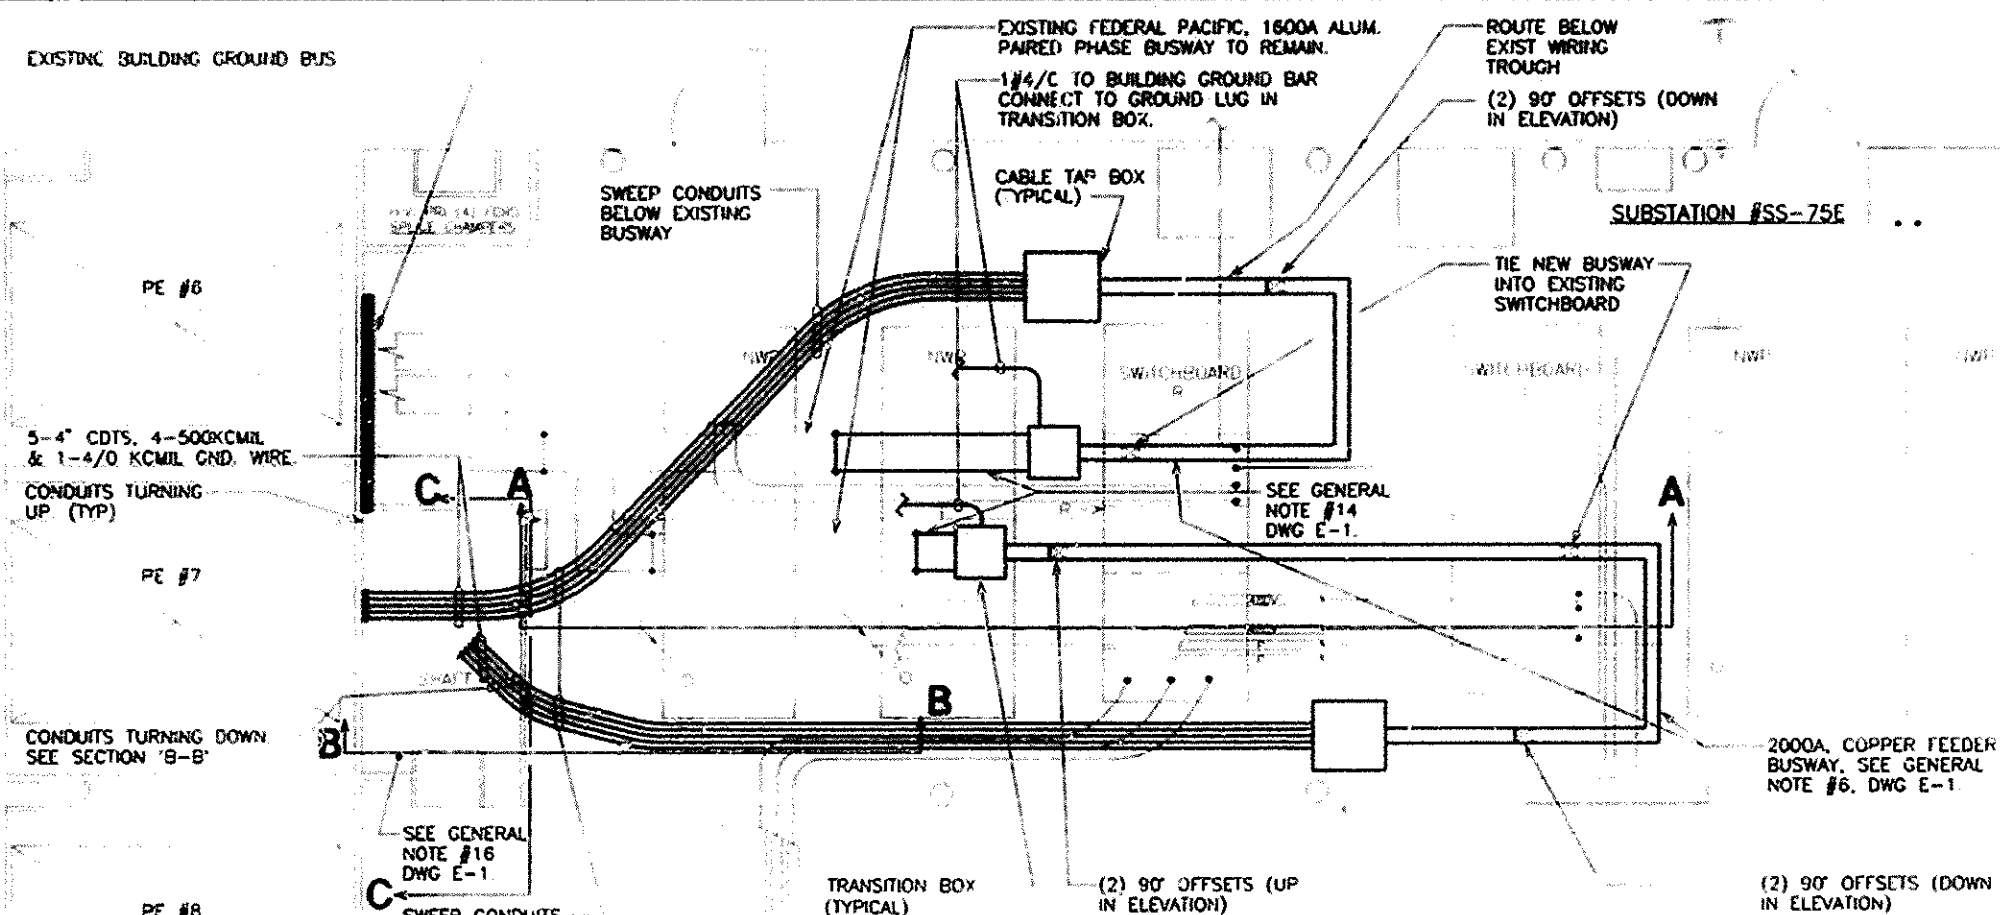 EXISTING BUILDING GROUND BUS
EXISTING FEDERAL PACIFIC, 1600A ALUM.
PAIRED PHASE BUSWAY TO REMAIN.
1#4/C TO BUILDING GROUND BAR
CONNECT TO GROUND LUG IN
TRANSITION BOX.
ROUTE BELOW
EXIST WIRING
TROUGH
(2) 90° OFFSETS (DOWN
IN ELEVATION)
CABLE TAP BOX
(TYPICAL)
SWEEP CONDUITS
BELOW EXISTING
BUSWAY
SUBSTATION #SS-75E
TIE NEW BUSWAY
INTO EXISTING
SWITCHBOARD
PE #6
NWP
NWP
SWITCHBOARD
SWITCHBOARD
NWP
NWP
5-4" CDTS, 4-500KCMIL
& 1-4/0 KCMIL GND. WIRE.
CONDUITS TURNING
UP (TYP)
C
A
SEE GENERAL
NOTE #14
DWG E-1.
A
PE #7
SHAFT
B
B
CONDUITS TURNING DOWN
SEE SECTION 'B-B'
2000A, COPPER FEEDER
BUSWAY, SEE GENERAL
NOTE #6, DWG E-1.
SEE GENERAL
NOTE #16
DWG E-1.
C
SWEEP CONDUITS
TRANSITION BOX
(TYPICAL)
(2) 90° OFFSETS (UP
IN ELEVATION)
(2) 90° OFFSETS (DOWN
IN ELEVATION)
PE #8